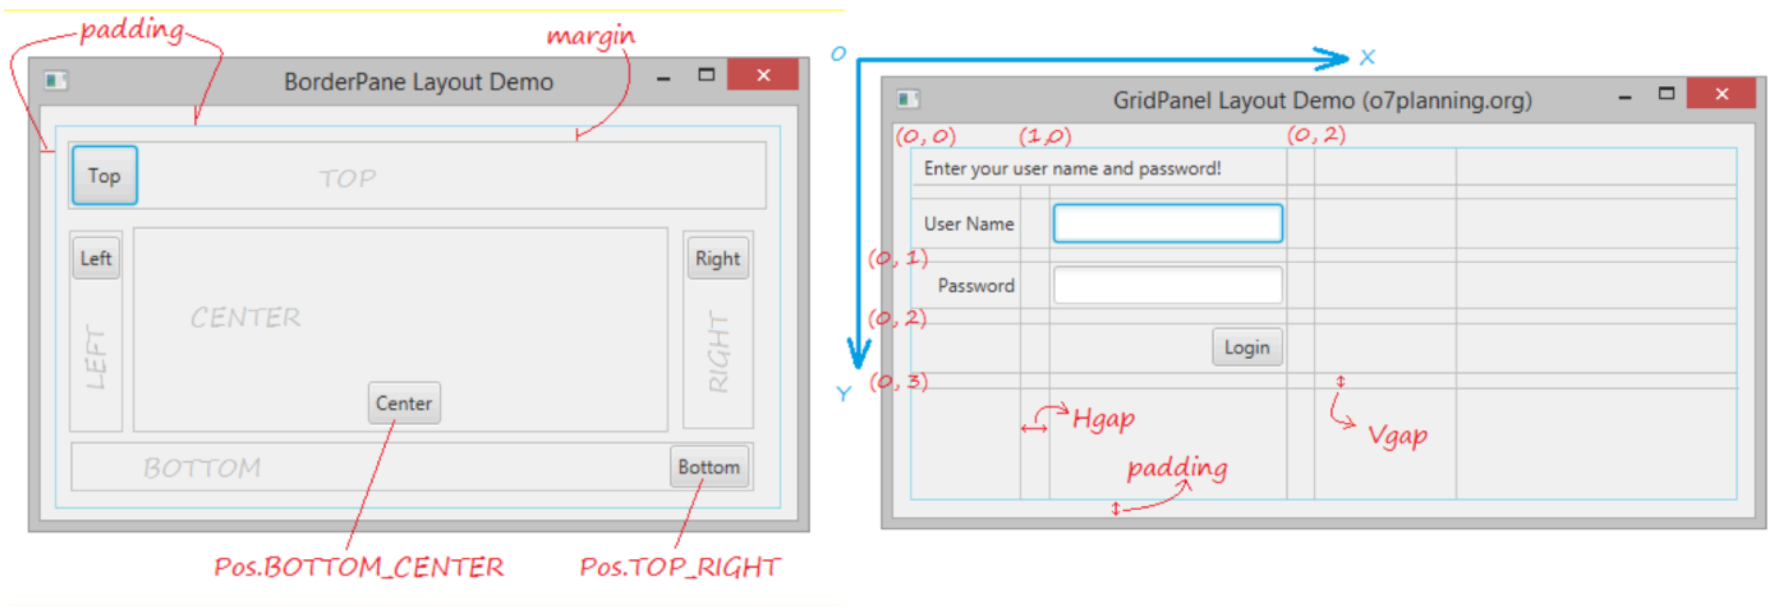 padding
margin
BorderPane Layout Demo
Top
TOP
Left
Right
CENTER
LEFT
RIGHT
Center
BOTTOM
Bottom
Pos.BOTTOM_CENTER
Pos.TOP_RIGHT
O
X
GridPanel Layout Demo (o7planning.org)
(0, 0)
(1,0)
(0, 2)
Enter your user name and password!
User Name
(0, 1)
Password
(0, 2)
Login
Y
(0, 3)
Hgap
Vgap
padding